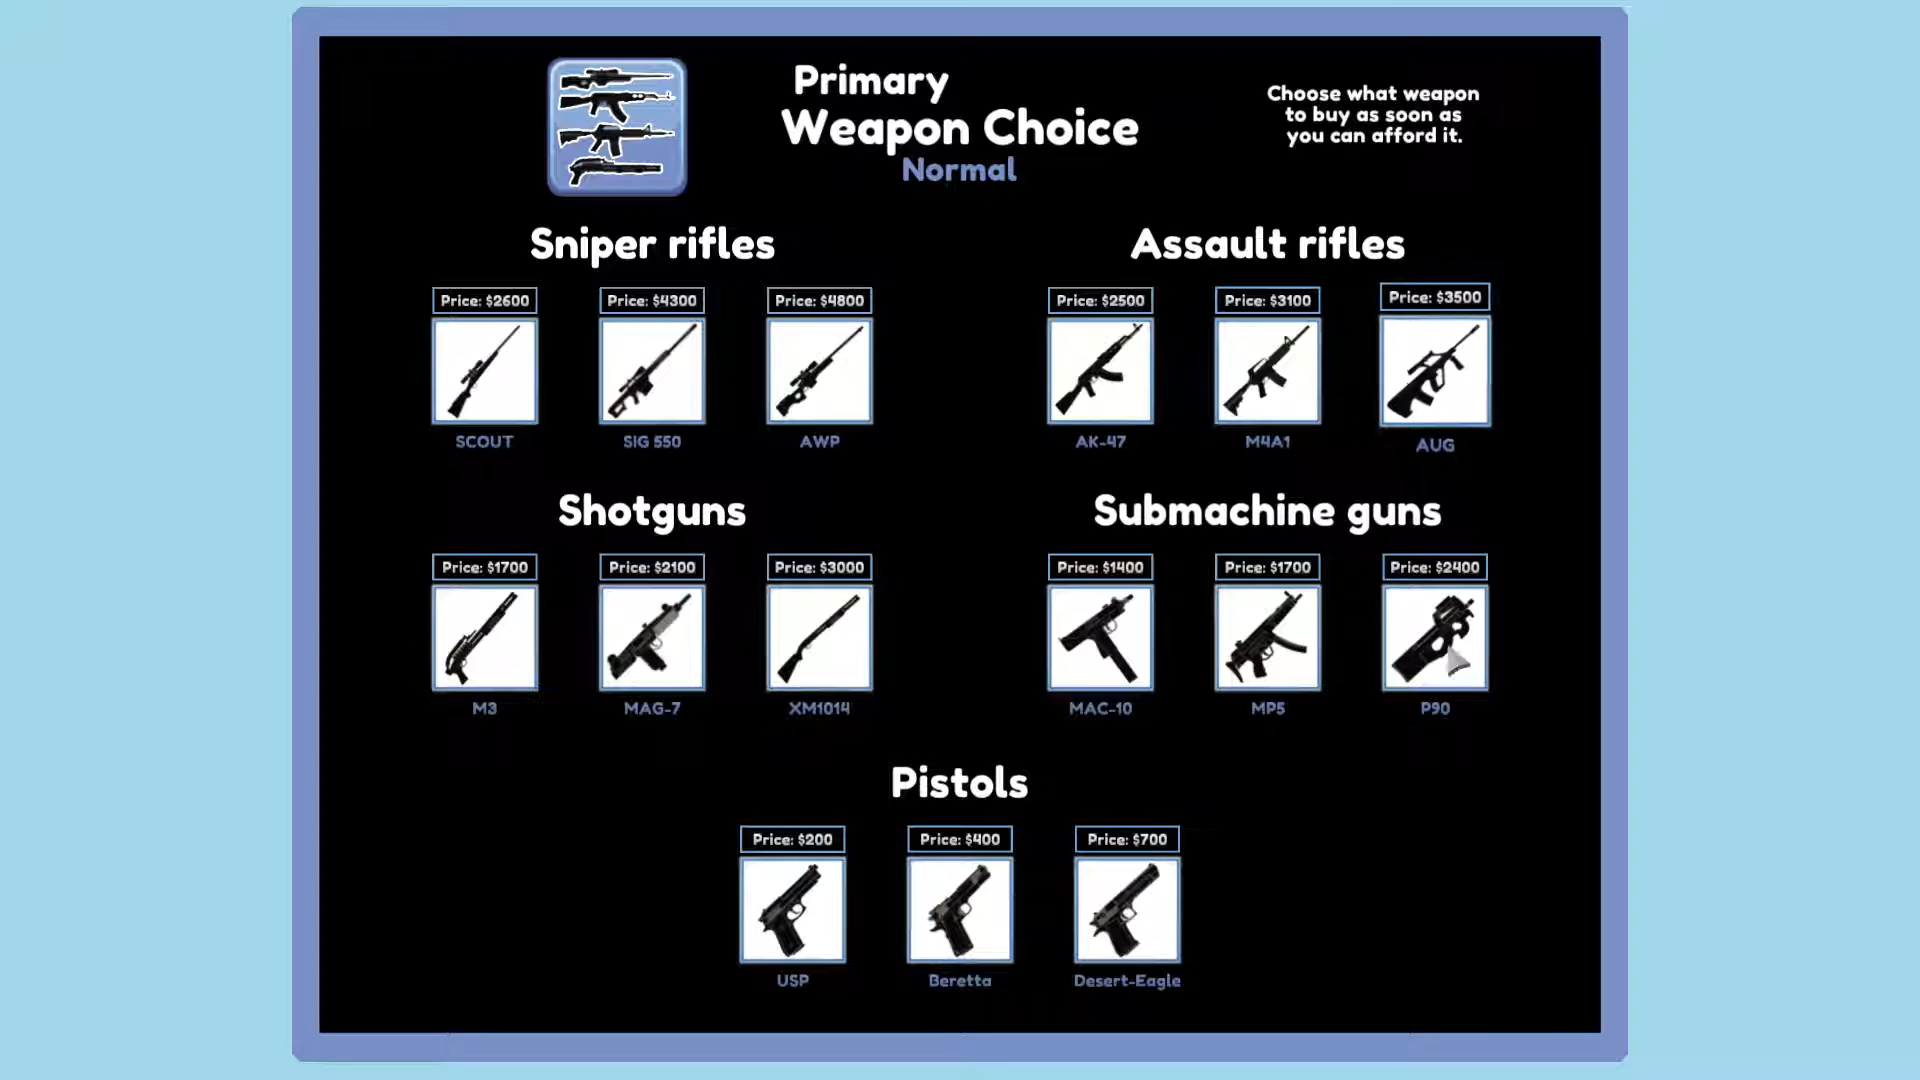 Primary
Weapon Choice
Normal
Choose what weapon
to buy as soon as
you can afford it.
Sniper rifles
Price: $2600
Price: $4300
Price: $4800
SCOUT
SIG 550
AWP
Assault rifles
Price: $2500
Price: $3100
Price: $3500
AK-47
M4A1
AUG
Shotguns
Price: $1700
Price: $2100
Price: $3000
M3
MAG-7
XM1014
Submachine guns
Price: $1400
Price: $1700
Price: $2400
MAC-10
MP5
P90
Pistols
Price: $200
Price: $400
Price: $700
USP
Beretta
Desert-Eagle